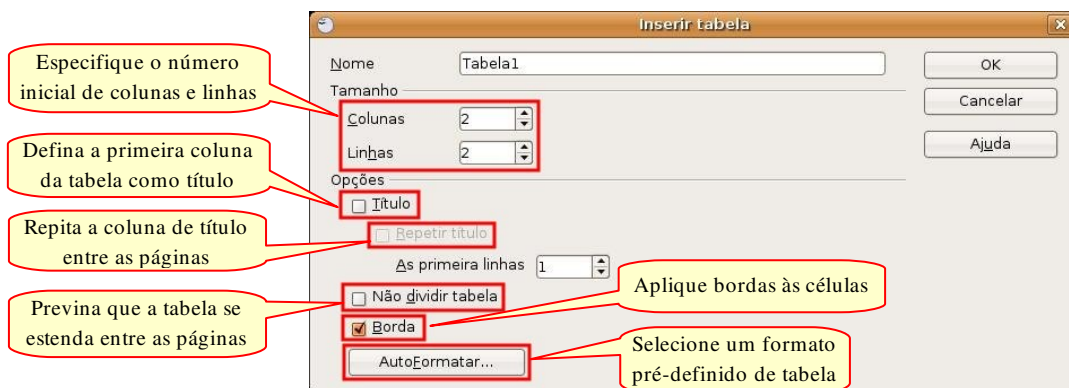 Inserir tabela
Especifique o número
inicial de colunas e linhas
Nome
Tabela1
OK
Tamanho
Cancelar
Colunas
2
Linhas
2
Ajuda
Defina a primeira coluna
da tabela como título
Opções
Título
Repita a coluna de título
entre as páginas
Repetir título
As primeira linhas
1
Aplique bordas às células
Previna que a tabela se
estenda entre as páginas
Não dividir tabela
Borda
AutoFormatar...
Selecione um formato
pré-definido de tabela